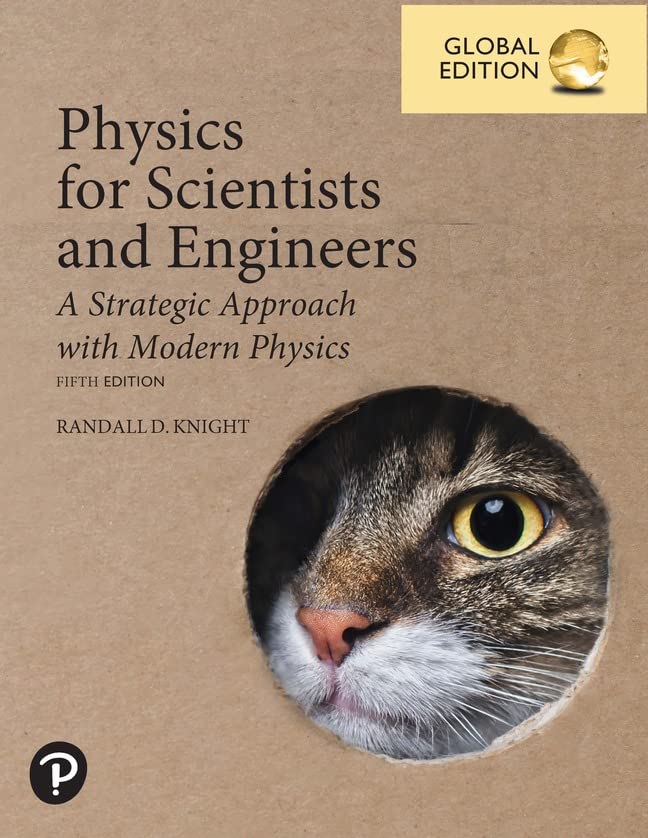 GLOBAL
EDITION
Physics
for Scientists
and Engineers
A Strategic Approach
with Modern Physics
FIFTH EDITION
RANDALL D. KNIGHT
P